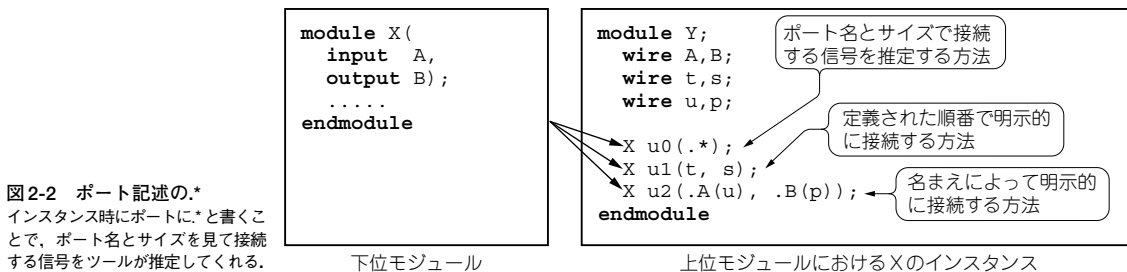 module X(
input A,
output B);
.....
endmodule
下位モジュール
module Y;
wire A,B;
wire t,s;
wire u,p;
X u0(.*);
X u1(t, s);
X u2(.A(u), .B(p));
endmodule
ポート名とサイズで接続
する信号を推定する方法
定義された順番で明示的
に接続する方法
名まえによって明示的
に接続する方法
上位モジュールにおけるXのインスタンス
図2-2 ポート記述の.*
インスタンス時にポートに.*と書くこ
とで，ポート名とサイズを見て接続
する信号をツールが推定してくれる．